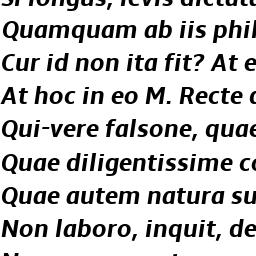 Si longus, levis dictata
Quamquam ab iis phil
Cur id non ita fit? At e
At hoc in eo M. Recte
Qui-vere falsone, quae
Quae diligentissime co
Quae autem natura su
Non laboro, inquit, de